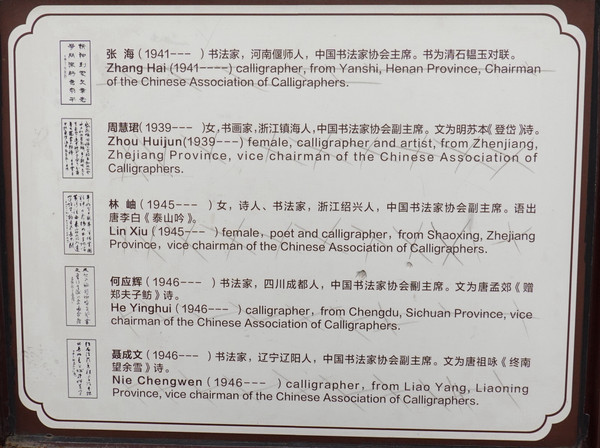 张 海（1941--- ）书法家，河南偃师人，中国书法家协会主席。书为清石韫玉对联。
Zhang Hai (1941----) calligrapher, from Yanshi, Henan Province, Chairman
of the Chinese Association of Calligraphers.
周慧珺(1939--- )女，书画家，浙江镇海人，中国书法家协会副主席。文为明苏本《登岱》诗。
Zhou Huijun(1939---) female, calligrapher and artist, from Zhenjiang,
Zhejiang Province, vice chairman of the Chinese Association of
Calligraphers.
林 岫（1945--- ）女，诗人、书法家，浙江绍兴人，中国书法家协会副主席。语出
唐李白《泰山吟》。
Lin Xiu (1945--- ) female, poet and calligrapher, from Shaoxing, Zhejiang
Province, vice chairman of the Chinese Association of Calligraphers.
何应辉（1946--- ）书法家，四川成都人，中国书法家协会副主席。文为唐孟郊《赠
郑夫子鲂》诗。
He Yinghui (1946--- ) calligrapher, from Chengdu, Sichuan Province, vice
chairman of the Chinese Association of Calligraphers.
聂成文（1946--- ）书法家，辽宁辽阳人，中国书法家协会副主席。文为唐祖咏《终南
望余雪》诗。
Nie Chengwen (1946--- ) calligrapher, from Liao Yang, Liaoning
Province, vice chairman of the Chinese Association of Calligraphers.